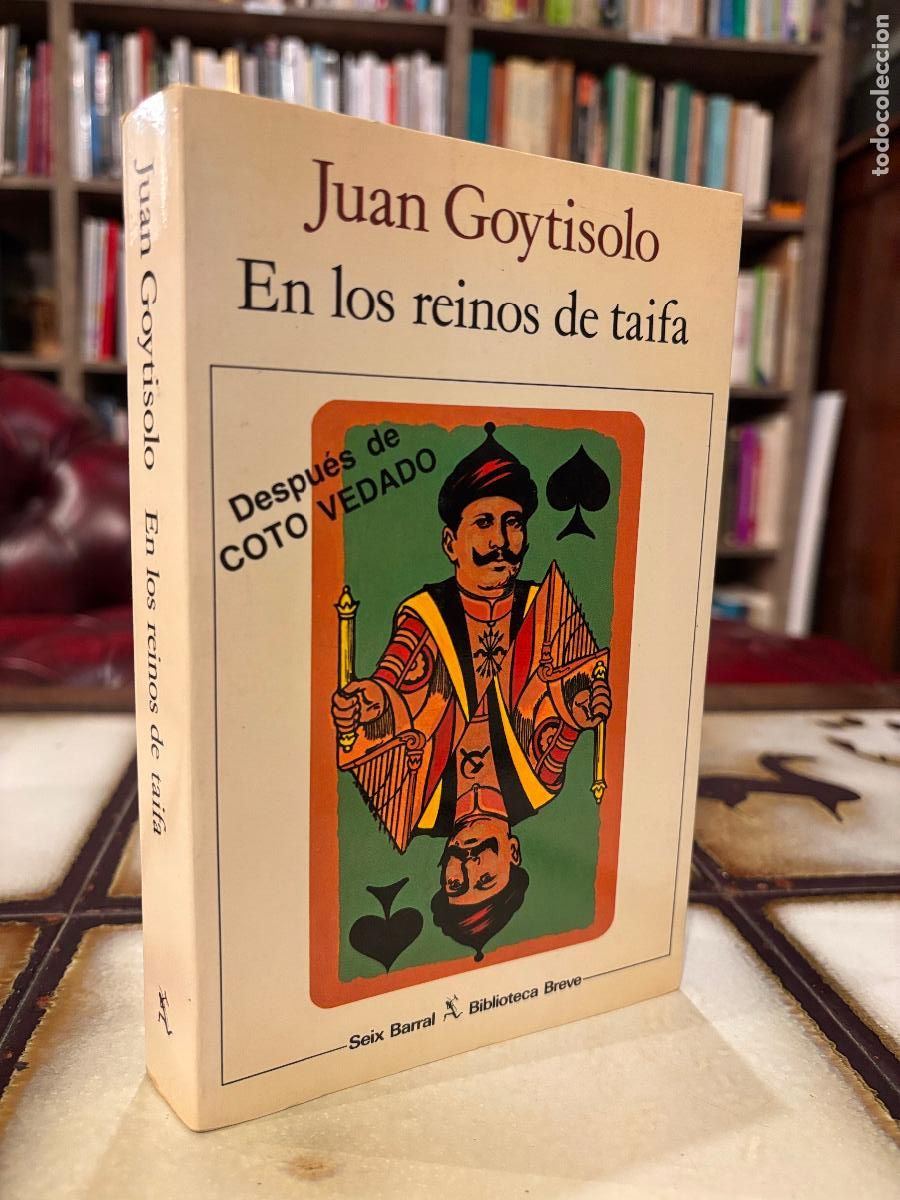 Juan Goytisolo
En los reinos de taifa
Después de
COTO VEDADO
Seix Barral Biblioteca Breve
Juan Goytisolo En los reinos de taifa
todocoleccion